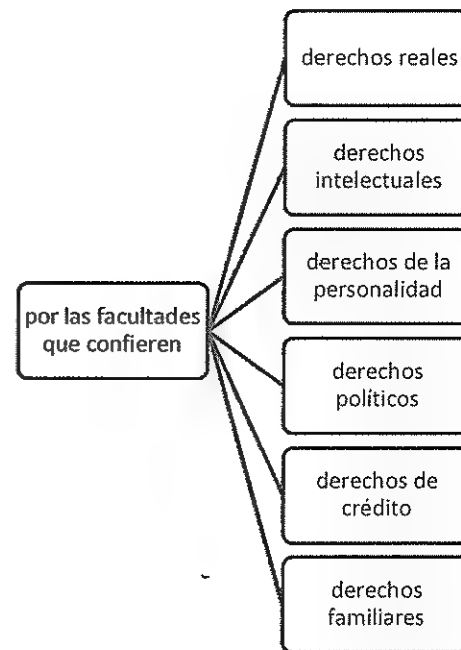 por las facultades
que confieren
derechos reales
derechos
intelectuales
derechos de la
personalidad
derechos
políticos
derechos de
crédito
derechos
familiares